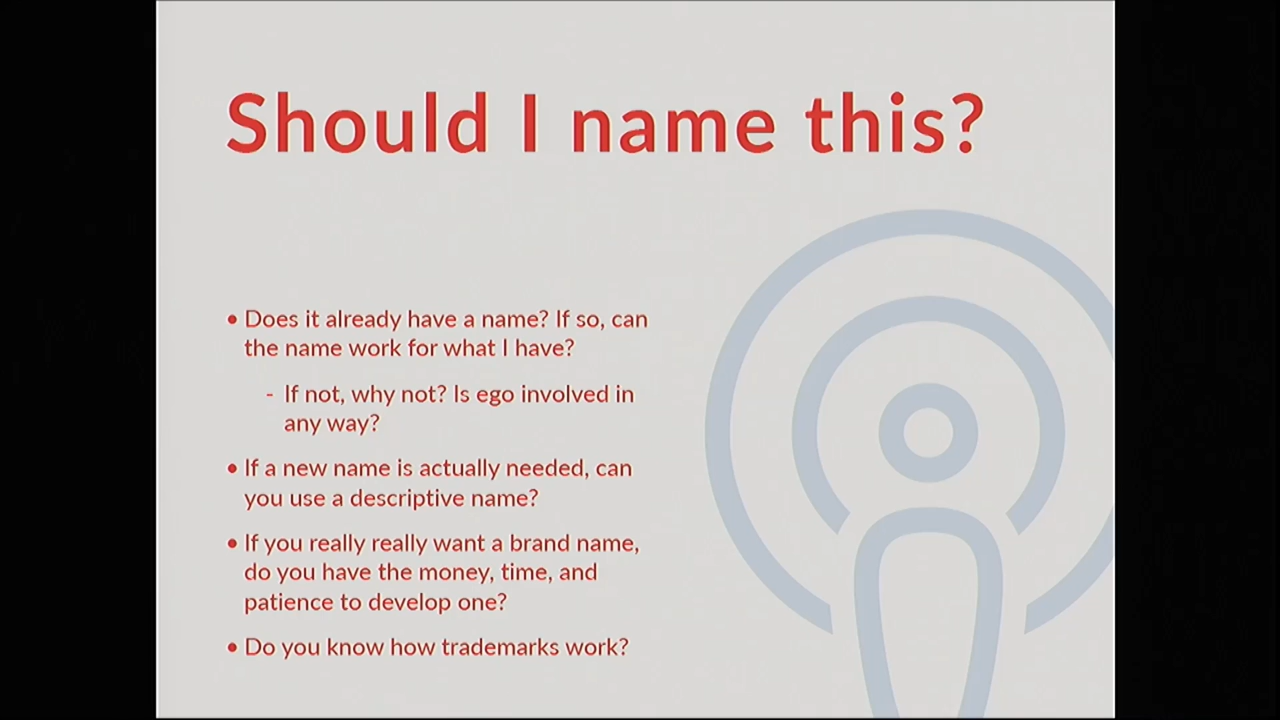 Should I name this?
• Does it already have a name? If so, can
the name work for what I have?
- If not, why not? Is ego involved in
any way?
• If a new name is actually needed, can
you use a descriptive name?
• If you really really want a brand name,
do you have the money, time, and
patience to develop one?
• Do you know how trademarks work?